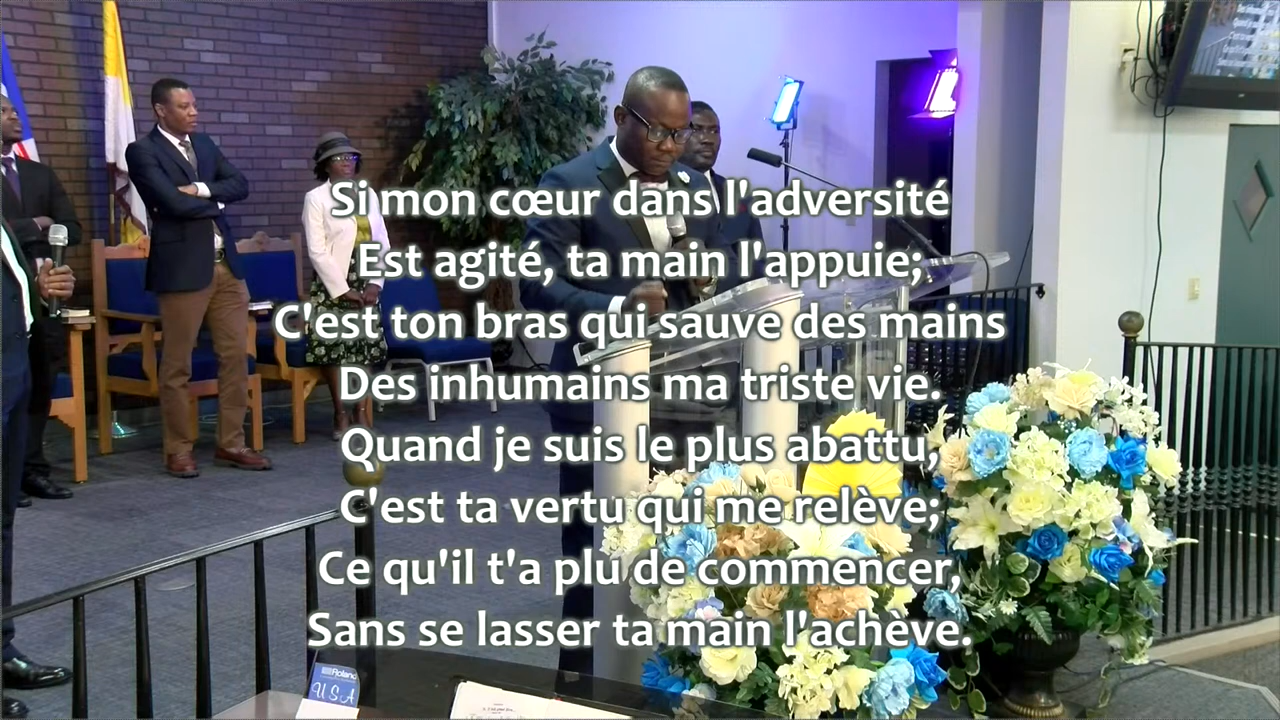 Si mon cœur dans l'adversité
Est agité, ta main l'appuie;
C'est ton bras qui sauve des mains
Des inhumains ma triste vie.
Quand je suis le plus abattu,
C'est ta vertu qui me relève;
Ce qu'il t'a plu de commencer,
Sans se lasser ta main l'achève.
Roland
USA